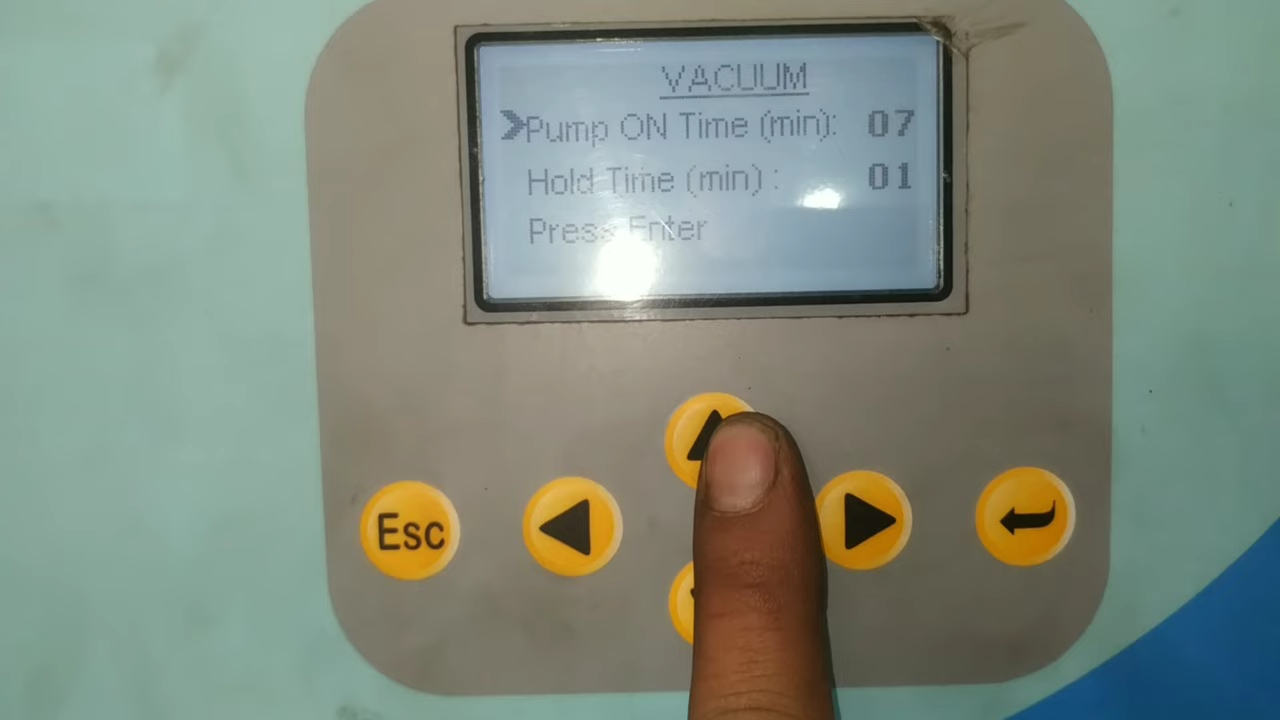 VACUUM
Pump ON Time (min): 07
Hold Time (min) : 01
Press Enter
Esc